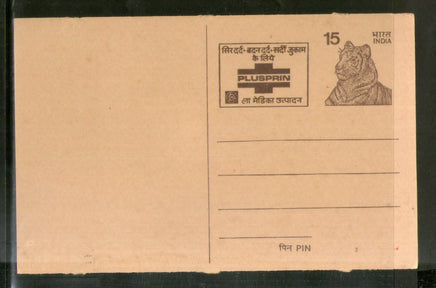 सिरदर्द-बदनदर्द-सर्दी जुकाम
के लिये
PLUSPRIN
ला मेडिका उत्पादन
15
भारत
INDIA
पिन PIN